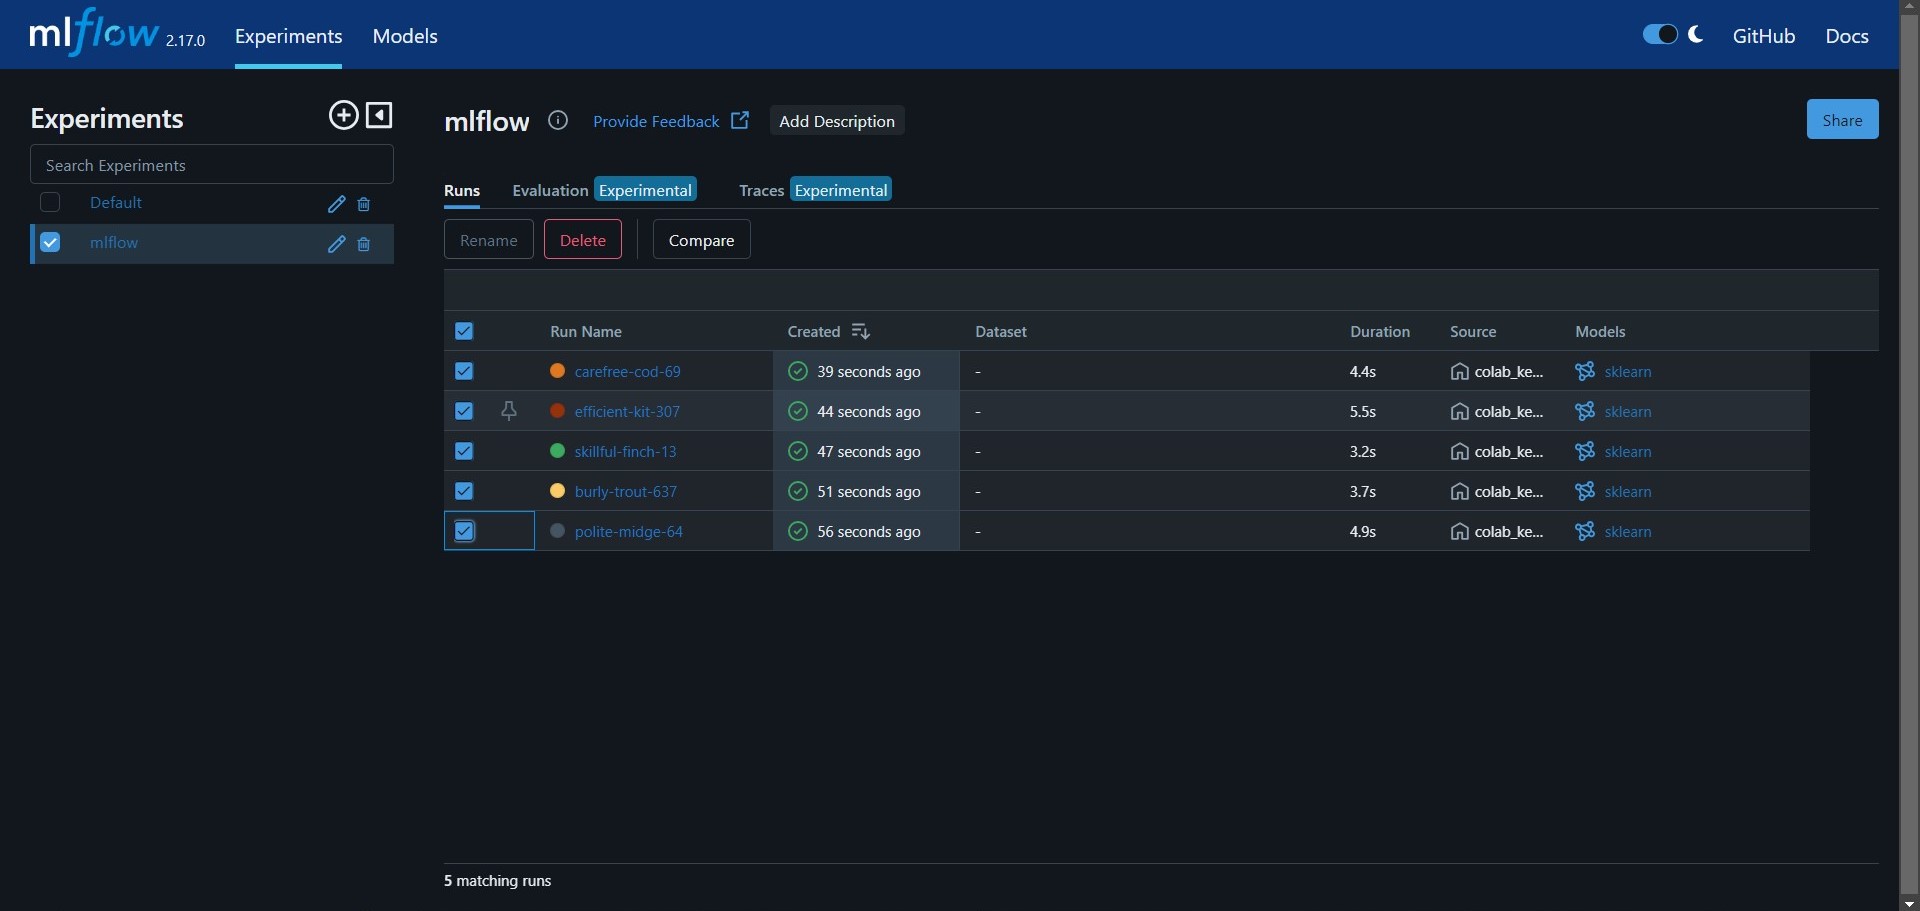 mlflow 2.17.0 Experiments Models GitHub Docs
Experiments
Search Experiments
Default
mlflow
mlflow Provide Feedback Add Description Share
Runs Evaluation Experimental Traces Experimental
Rename Delete Compare
Run Name Created Dataset Duration Source Models
carefree-cod-69 39 seconds ago - 4.4s colab_ke... sklearn
efficient-kit-307 44 seconds ago - 5.5s colab_ke... sklearn
skillful-finch-13 47 seconds ago - 3.2s colab_ke... sklearn
burly-trout-637 51 seconds ago - 3.7s colab_ke... sklearn
polite-midge-64 56 seconds ago - 4.9s colab_ke... sklearn
5 matching runs